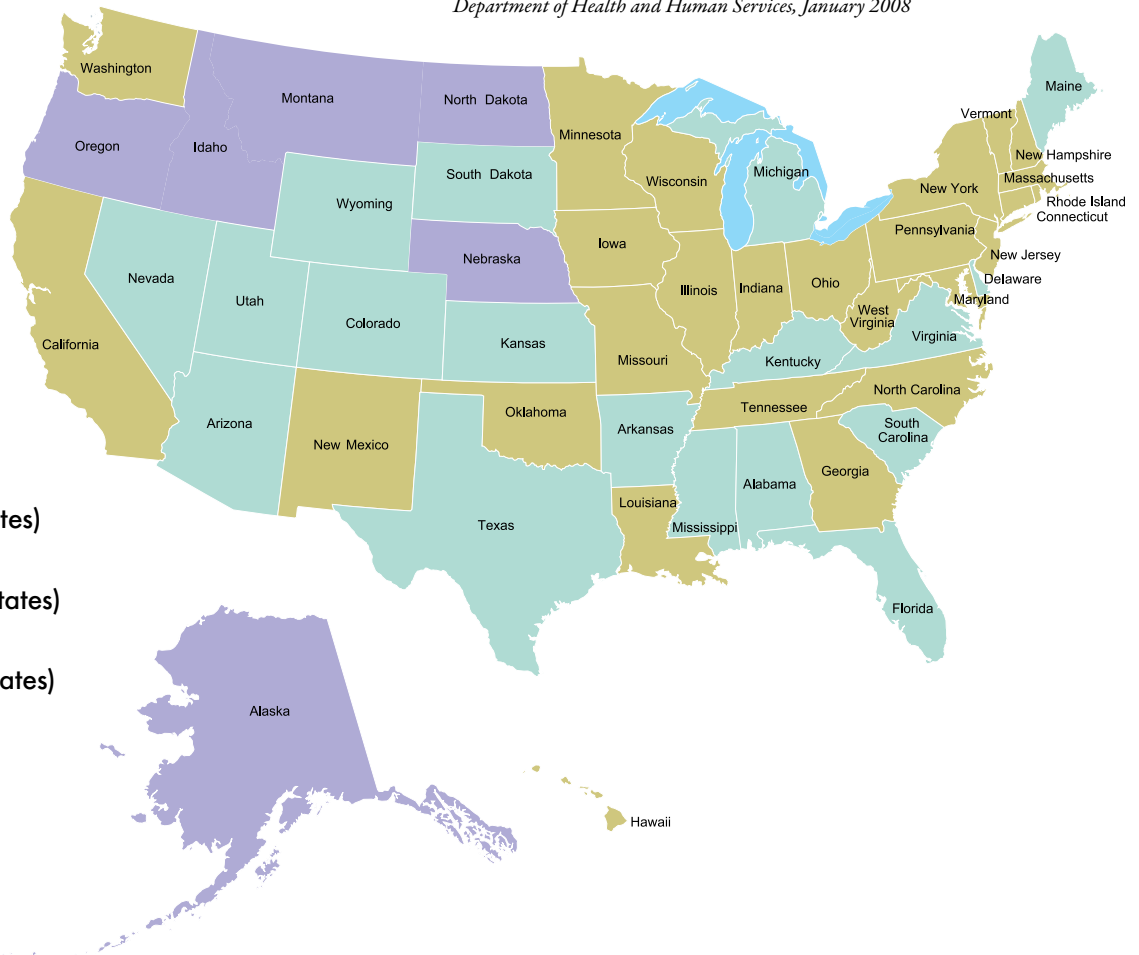 Department of Health and Human Services, January 2008
Washington
Montana
North Dakota
Minnesota
Maine
Vermont
Oregon
Idaho
New Hampshire
South Dakota
Wisconsin
Michigan
Massachusetts
New York
Wyoming
Rhode Island
Connecticut
Pennsylvania
Iowa
Nebraska
New Jersey
Nevada
Delaware
Utah
Illinois
Indiana
Ohio
Maryland
West
Virginia
Colorado
Virginia
California
Kansas
Missouri
Kentucky
North Carolina
Tennessee
Oklahoma
Arizona
South
Carolina
Arkansas
New Mexico
Georgia
Alabama
Louisiana
Texas
Mississippi
tes)
tates)
Florida
ates)
Alaska
Hawaii